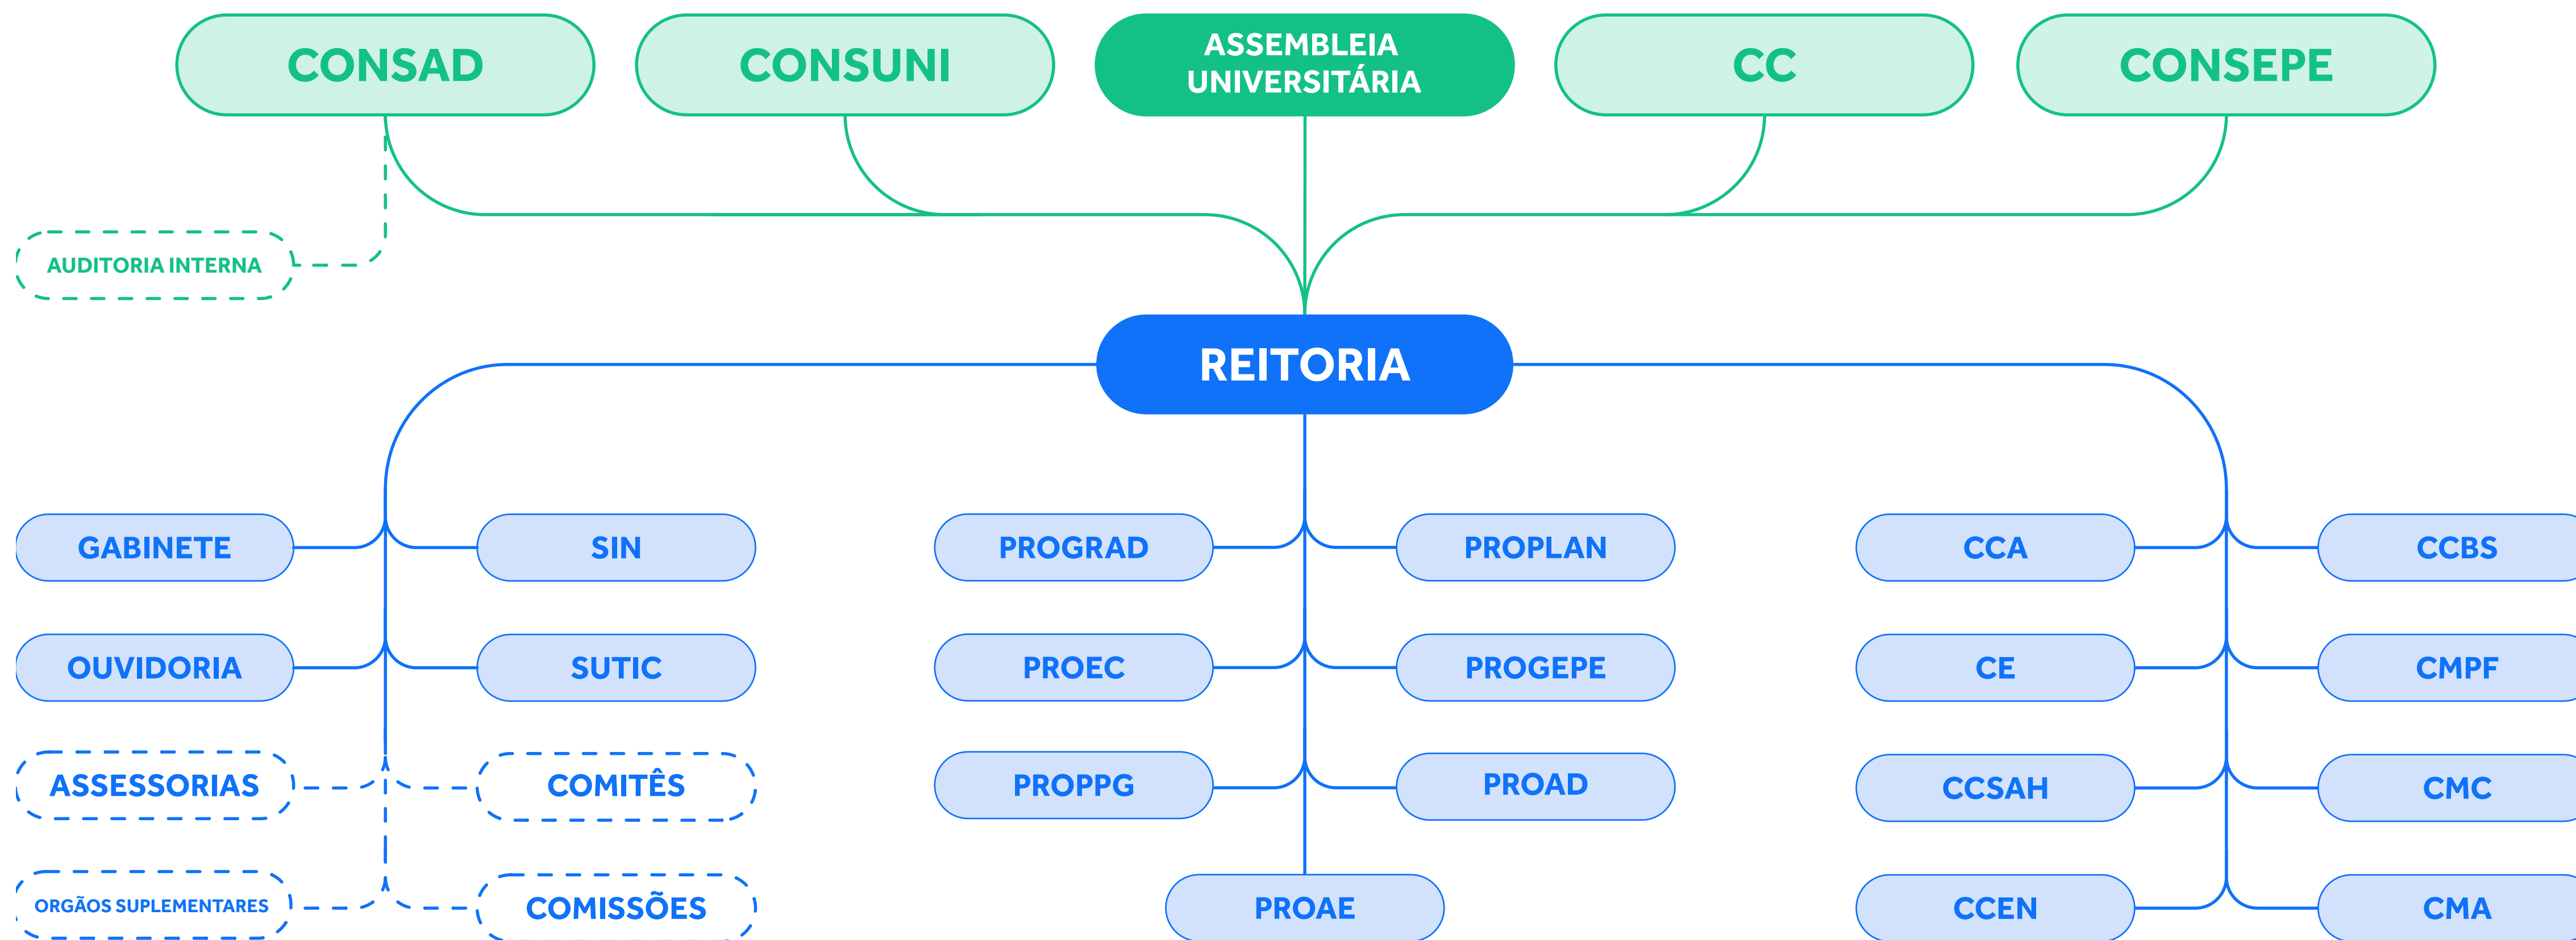 CONSAD
CONSUNI
ASSEMBLEIA
UNIVERSITÁRIA
CC
CONSEPE
AUDITORIA INTERNA
REITORIA
GABINETE
SIN
PROGRAD
PROPLAN
CCA
CCBS
OUVIDORIA
SUTIC
PROEC
PROGEPE
CE
CMPF
ASSESSORIAS
COMITÊS
PROPPG
PROAD
CCSAH
CMC
ORGÃOS SUPLEMENTARES
COMISSÕES
PROAE
CCEN
CMA